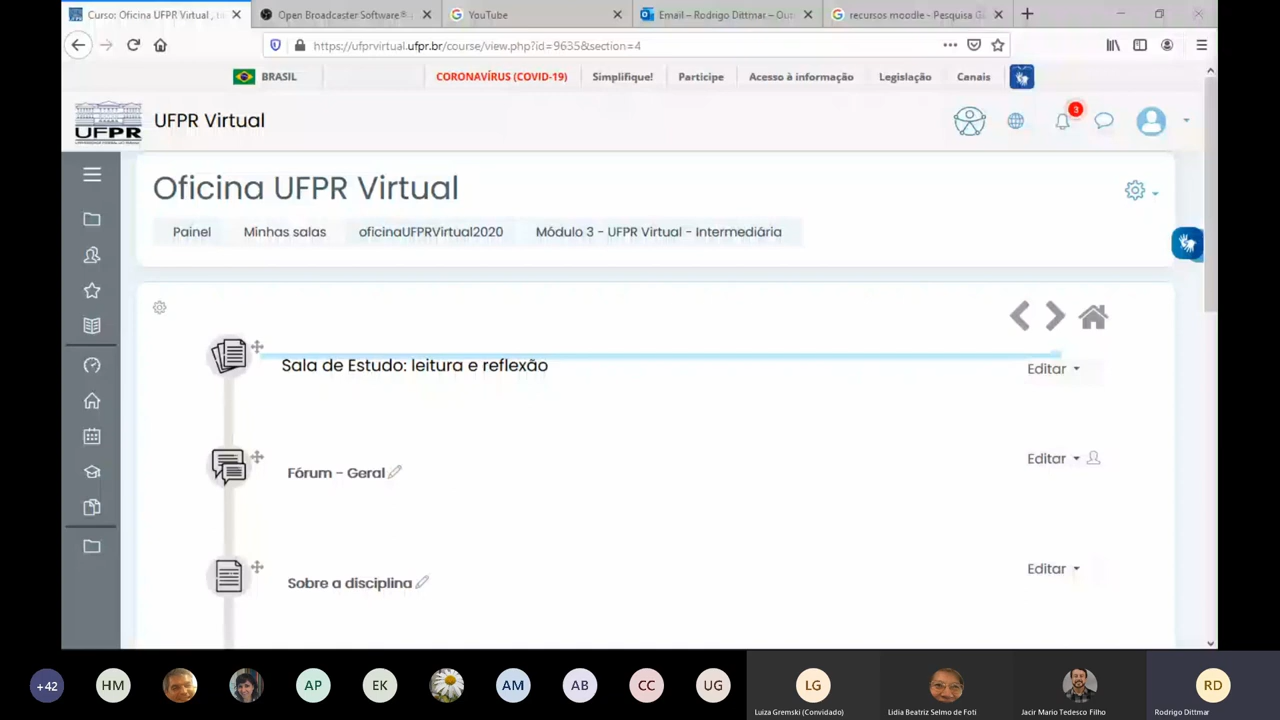 Curso: Oficina UFPR Virtual , tó
Open Broadcaster Software®
YouTube
Email – Rodrigo Dittmar – Out
recursos moodle - Pesquisa G
https://ufprvirtual.ufpr.br/course/view.php?id=9635&section=4
BRASIL
CORONAVÍRUS (COVID-19)
Simplifique!
Participe
Acesso à informação
Legislação
Canais
UFPR
UFPR Virtual
3
Oficina UFPR Virtual
Painel
Minhas salas
oficinaUFPRVirtual2020
Módulo 3 - UFPR Virtual - Intermediária
Sala de Estudo: leitura e reflexão
Editar
Fórum - Geral
Editar
Sobre a disciplina
Editar
+42
HM
AP
EK
AM
AB
CC
UG
LG
RD
Luiza Gremski (Convidado)
Lidia Beatriz Selmo de Foti
Jacir Mario Tedesco Filho
Rodrigo Dittmar